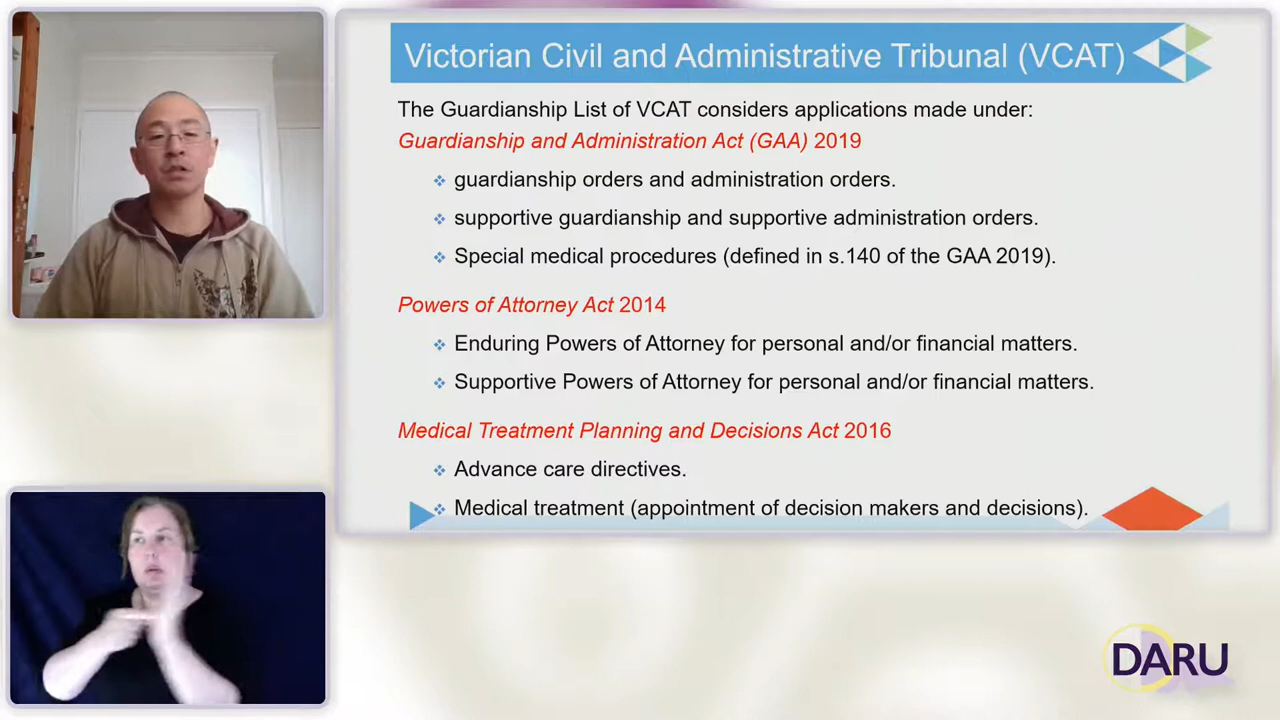 Victorian Civil and Administrative Tribunal (VCAT)
The Guardianship List of VCAT considers applications made under:
Guardianship and Administration Act (GAA) 2019
guardianship orders and administration orders.
supportive guardianship and supportive administration orders.
Special medical procedures (defined in s.140 of the GAA 2019).
Powers of Attorney Act 2014
Enduring Powers of Attorney for personal and/or financial matters.
Supportive Powers of Attorney for personal and/or financial matters.
Medical Treatment Planning and Decisions Act 2016
Advance care directives.
Medical treatment (appointment of decision makers and decisions).
DARU